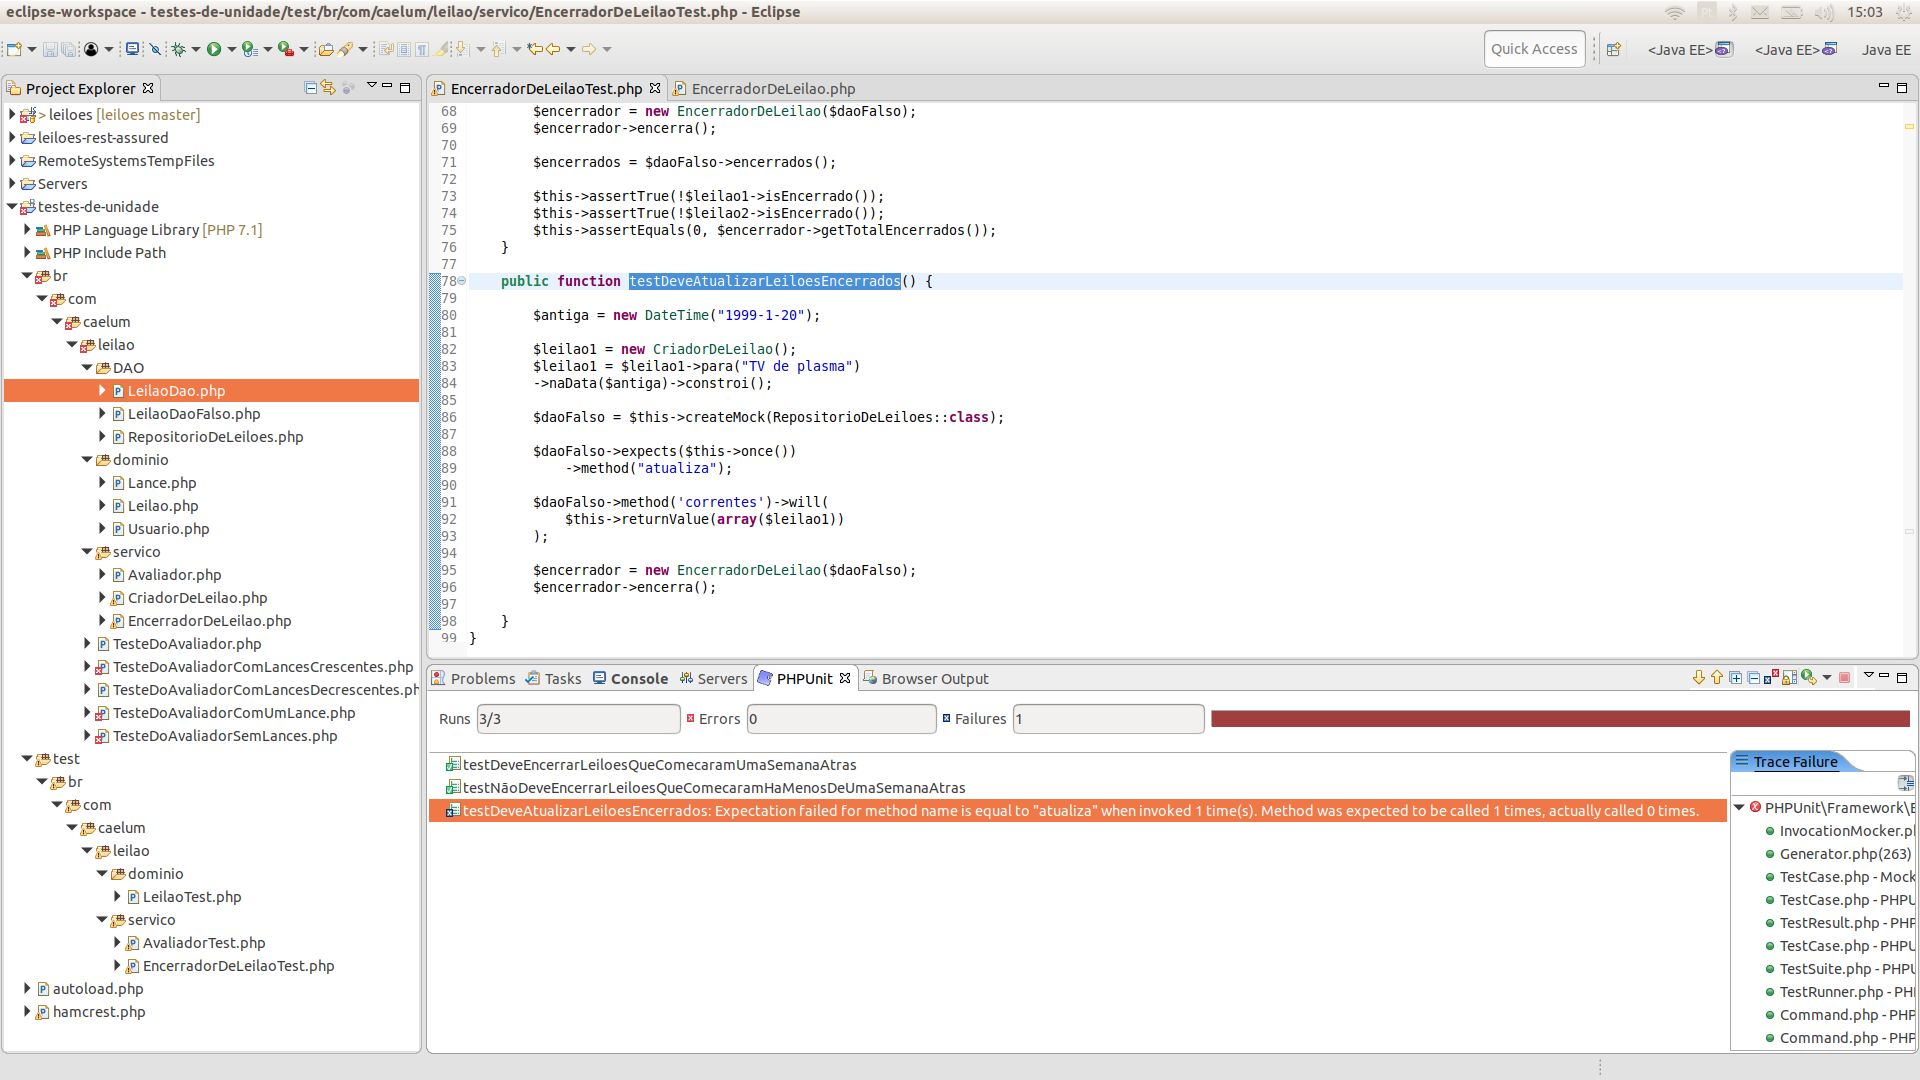 eclipse-workspace - testes-de-unidade/test/br/com/caelum/leilao/servico/EncerradorDeLeilaoTest.php - Eclipse
15:03
Quick Access
<Java EE>
<Java EE>
Java EE
Project Explorer
> leiloes [leiloes master]
leiloes-rest-assured
RemoteSystemsTempFiles
Servers
testes-de-unidade
PHP Language Library [PHP 7.1]
PHP Include Path
br
com
caelum
leilao
DAO
LeilaoDao.php
LeilaoDaoFalso.php
RepositorioDeLeiloes.php
dominio
Lance.php
Leilao.php
Usuario.php
servico
Avaliador.php
CriadorDeLeilao.php
EncerradorDeLeilao.php
TesteDoAvaliador.php
TesteDoAvaliadorComLancesCrescentes.php
TesteDoAvaliadorComLancesDecrescentes.ph
TesteDoAvaliadorComUmLance.php
TesteDoAvaliadorSemLances.php
test
br
com
caelum
leilao
dominio
LeilaoTest.php
servico
AvaliadorTest.php
EncerradorDeLeilaoTest.php
autoload.php
hamcrest.php
EncerradorDeLeilaoTest.php
EncerradorDeLeilao.php
68 $encerrador = new EncerradorDeLeilao($daoFalso);
69 $encerrador->encerra();
70
71 $encerrados = $daoFalso->encerrados();
72
73 $this->assertTrue(!$leilao1->isEncerrado());
74 $this->assertTrue(!$leilao2->isEncerrado());
75 $this->assertEquals(0, $encerrador->getTotalEncerrados());
76 }
77
78 public function testDeveAtualizarLeiloesEncerrados() {
79
80 $antiga = new DateTime("1999-1-20");
81
82 $leilao1 = new CriadorDeLeilao();
83 $leilao1 = $leilao1->para("TV de plasma")
84 ->naData($antiga)->constroi();
85
86 $daoFalso = $this->createMock(RepositorioDeLeiloes::class);
87
88 $daoFalso->expects($this->once())
89 ->method("atualiza");
90
91 $daoFalso->method('correntes')->will(
92 $this->returnValue(array($leilao1))
93 );
94
95 $encerrador = new EncerradorDeLeilao($daoFalso);
96 $encerrador->encerra();
97
98 }
99 }
Problems
Tasks
Console
Servers
PHPUnit
Browser Output
Runs 3/3
Errors 0
Failures 1
testDeveEncerrarLeiloesQueComecaramUmaSemanaAtras
testNãoDeveEncerrarLeiloesQueComecaramHaMenosDeUmaSemanaAtras
testDeveAtualizarLeiloesEncerrados: Expectation failed for method name is equal to "atualiza" when invoked 1 time(s). Method was expected to be called 1 times, actually called 0 times.
Trace Failure
PHPUnit\Framework\E
InvocationMocker.pl
Generator.php(263)
TestCase.php - Mock
TestCase.php - PHPU
TestResult.php - PHP
TestCase.php - PHPU
TestSuite.php - PHPU
TestRunner.php - PHI
Command.php - PHP
Command.php - PHP